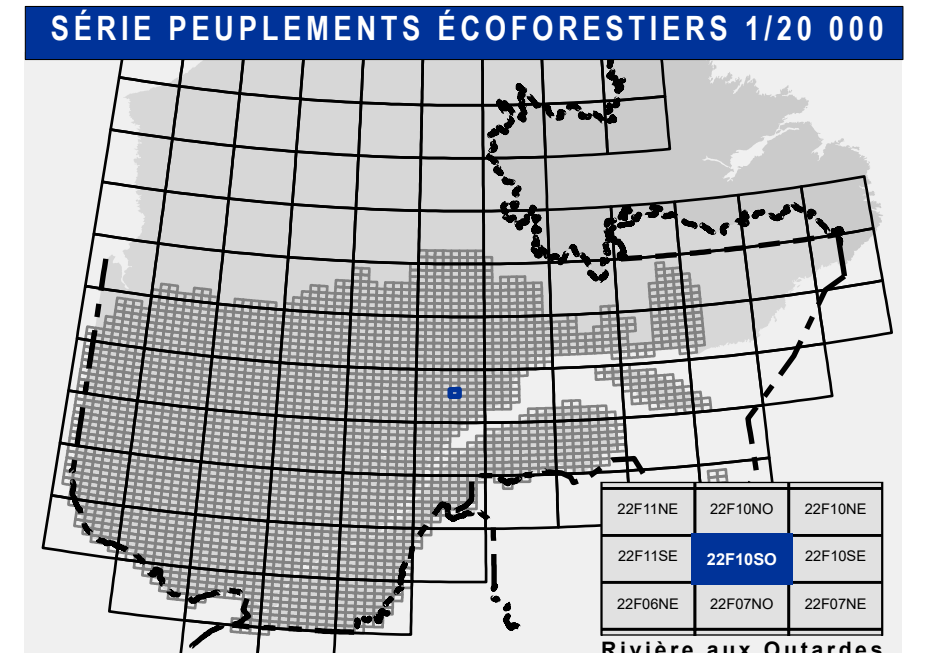 SÉRIE PEUPLEMENTS ÉCOFORESTIERS 1/20 000
22F11NE 22F10NO 22F10NE
22F11SE 22F10SO 22F10SE
22F06NE 22F07NO 22F07NE
Rivière aux Outardes